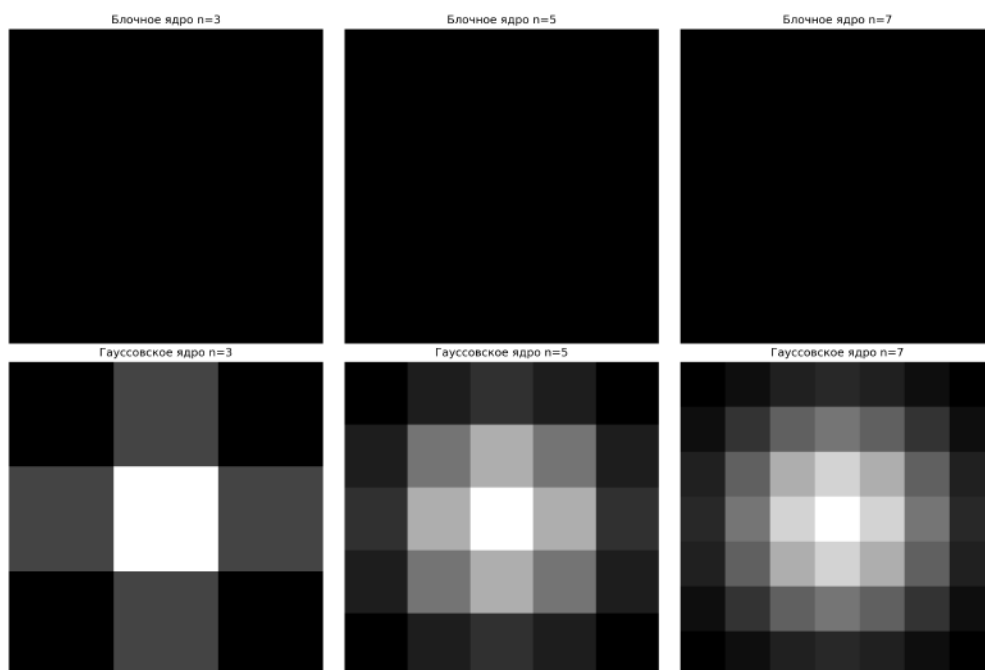 Блочное ядро n=3
Блочное ядро n=5
Блочное ядро n=7
Гауссовское ядро n=3
Гауссовское ядро n=5
Гауссовское ядро n=7